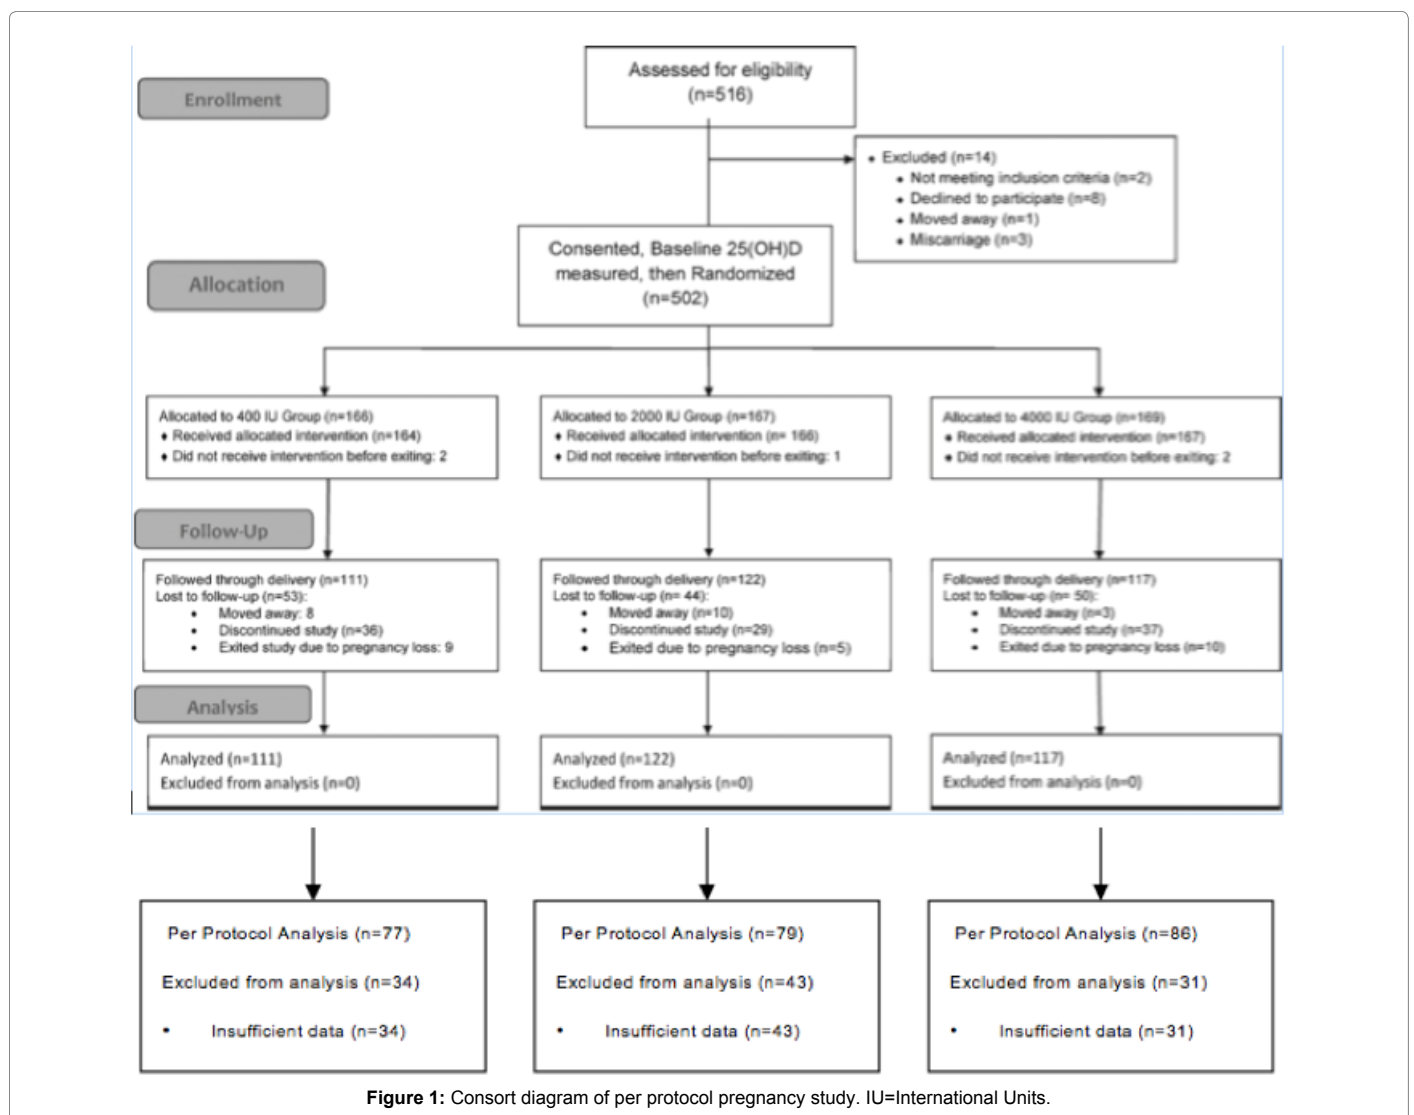 Enrollment
Assessed for eligibility
(n=516)
• Excluded (n=14)
• Not meeting inclusion criteria (n=2)
• Declined to participate (n=8)
• Moved away (n=1)
• Miscarriage (n=3)
Allocation
Consented, Baseline 25(OH)D
measured, then Randomized
(n=502)
Allocated to 400 IU Group (n=166)
♦ Received allocated intervention (n=164)
♦ Did not receive intervention before exiting: 2
Allocated to 2000 IU Group (n=167)
♦ Received allocated intervention (n= 166)
♦ Did not receive intervention before exiting: 1
Allocated to 4000 IU Group (n=169)
♦ Received allocated intervention (n=167)
♦ Did not receive intervention before exiting: 2
Follow-Up
Followed through delivery (n=111)
Lost to follow-up (n=53):
• Moved away: 8
• Discontinued study (n=36)
• Exited study due to pregnancy loss: 9
Followed through delivery (n=122)
Lost to follow-up (n= 44):
• Moved away (n=10)
• Discontinued study (n=29)
• Exited due to pregnancy loss (n=5)
Followed through delivery (n=117)
Lost to follow-up (n= 50):
• Moved away (n=3)
• Discontinued study (n=37)
• Exited due to pregnancy loss (n=10)
Analysis
Analyzed (n=111)
Excluded from analysis (n=0)
Analyzed (n=122)
Excluded from analysis (n=0)
Analyzed (n=117)
Excluded from analysis (n=0)
Per Protocol Analysis (n=77)
Excluded from analysis (n=34)
• Insufficient data (n=34)
Per Protocol Analysis (n=79)
Excluded from analysis (n=43)
• Insufficient data (n=43)
Per Protocol Analysis (n=86)
Excluded from analysis (n=31)
• Insufficient data (n=31)
Figure 1: Consort diagram of per protocol pregnancy study. IU=International Units.